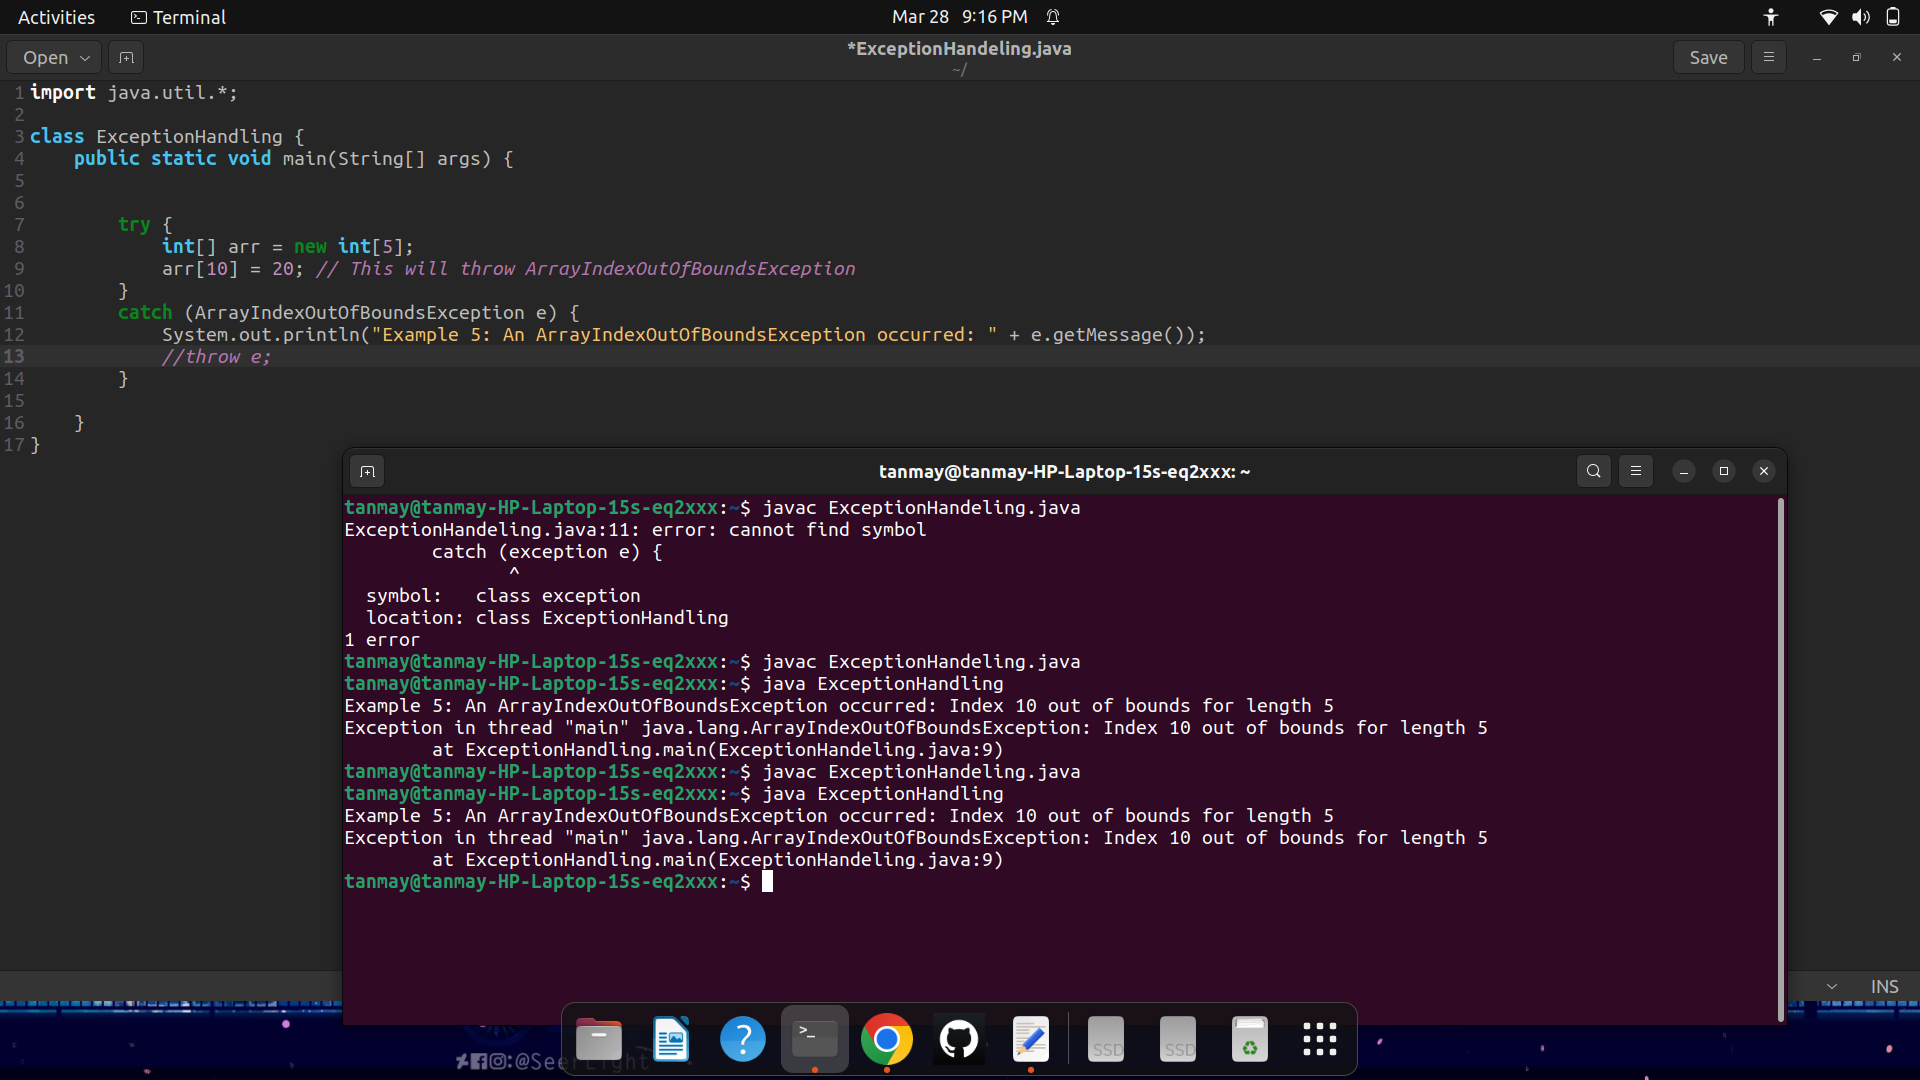 Activities Terminal Mar 28 9:16 PM
Open *ExceptionHandeling.java Save
~/
1 import java.util.*;
2
3 class ExceptionHandling {
4     public static void main(String[] args) {
5
6
7         try {
8             int[] arr = new int[5];
9             arr[10] = 20; // This will throw ArrayIndexOutOfBoundsException
10         }
11         catch (ArrayIndexOutOfBoundsException e) {
12             System.out.println("Example 5: An ArrayIndexOutOfBoundsException occurred: " + e.getMessage());
13             //throw e;
14         }
15
16     }
17 }
tanmay@tanmay-HP-Laptop-15s-eq2xxx: ~
tanmay@tanmay-HP-Laptop-15s-eq2xxx:~$ javac ExceptionHandeling.java
ExceptionHandeling.java:11: error: cannot find symbol
        catch (exception e) {
               ^
  symbol:   class exception
  location: class ExceptionHandling
1 error
tanmay@tanmay-HP-Laptop-15s-eq2xxx:~$ javac ExceptionHandeling.java
tanmay@tanmay-HP-Laptop-15s-eq2xxx:~$ java ExceptionHandling
Example 5: An ArrayIndexOutOfBoundsException occurred: Index 10 out of bounds for length 5
Exception in thread "main" java.lang.ArrayIndexOutOfBoundsException: Index 10 out of bounds for length 5
        at ExceptionHandling.main(ExceptionHandeling.java:9)
tanmay@tanmay-HP-Laptop-15s-eq2xxx:~$ javac ExceptionHandeling.java
tanmay@tanmay-HP-Laptop-15s-eq2xxx:~$ java ExceptionHandling
Example 5: An ArrayIndexOutOfBoundsException occurred: Index 10 out of bounds for length 5
Exception in thread "main" java.lang.ArrayIndexOutOfBoundsException: Index 10 out of bounds for length 5
        at ExceptionHandling.main(ExceptionHandeling.java:9)
tanmay@tanmay-HP-Laptop-15s-eq2xxx:~$
INS
>_ ? SSD SSD